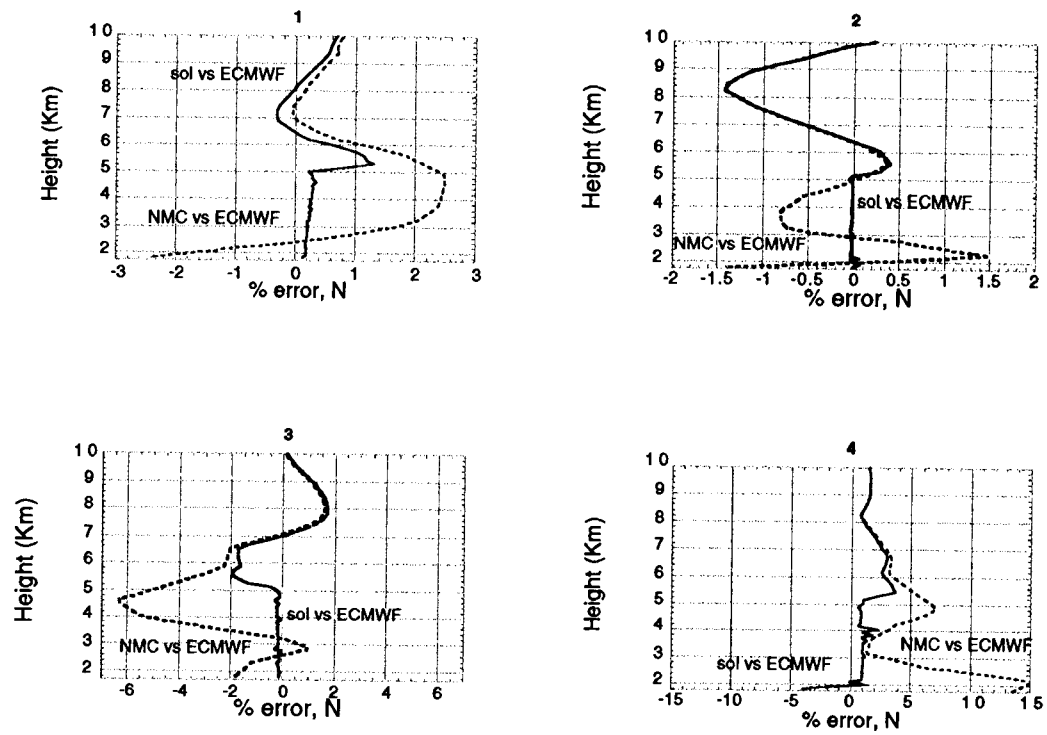 1
10
9
8
7
6
5
4
3
2
Height (Km)
sol vs ECMWF
NMC vs ECMWF
-3 -2 -1 0 1 2 3
% error, N
2
10
9
8
7
6
5
4
3
2
Height (Km)
sol vs ECMWF
NMC vs ECMWF
-2 -1.5 -1 -0.5 0 0.5 1 1.5 2
% error, N
3
10
9
8
7
6
5
4
3
2
Height (Km)
sol vs ECMWF
NMC vs ECMWF
-6 -4 -2 0 2 4 6
% error, N
4
10
9
8
7
6
5
4
3
2
Height (Km)
NMC vs ECMWF
sol vs ECMWF
-15 -10 -5 0 5 10 15
% error, N